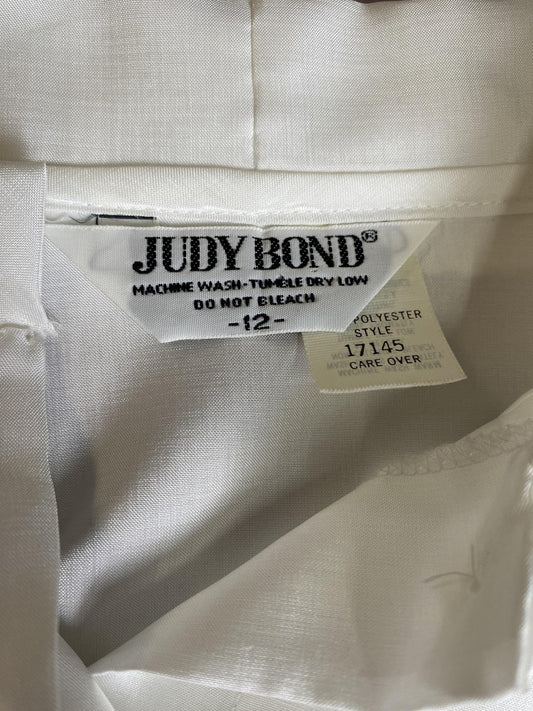 JUDY BOND®
MACHINE WASH-TUMBLE DRY LOW
DO NOT BLEACH
-12-
POLYESTER
STYLE
17145
CARE OVER